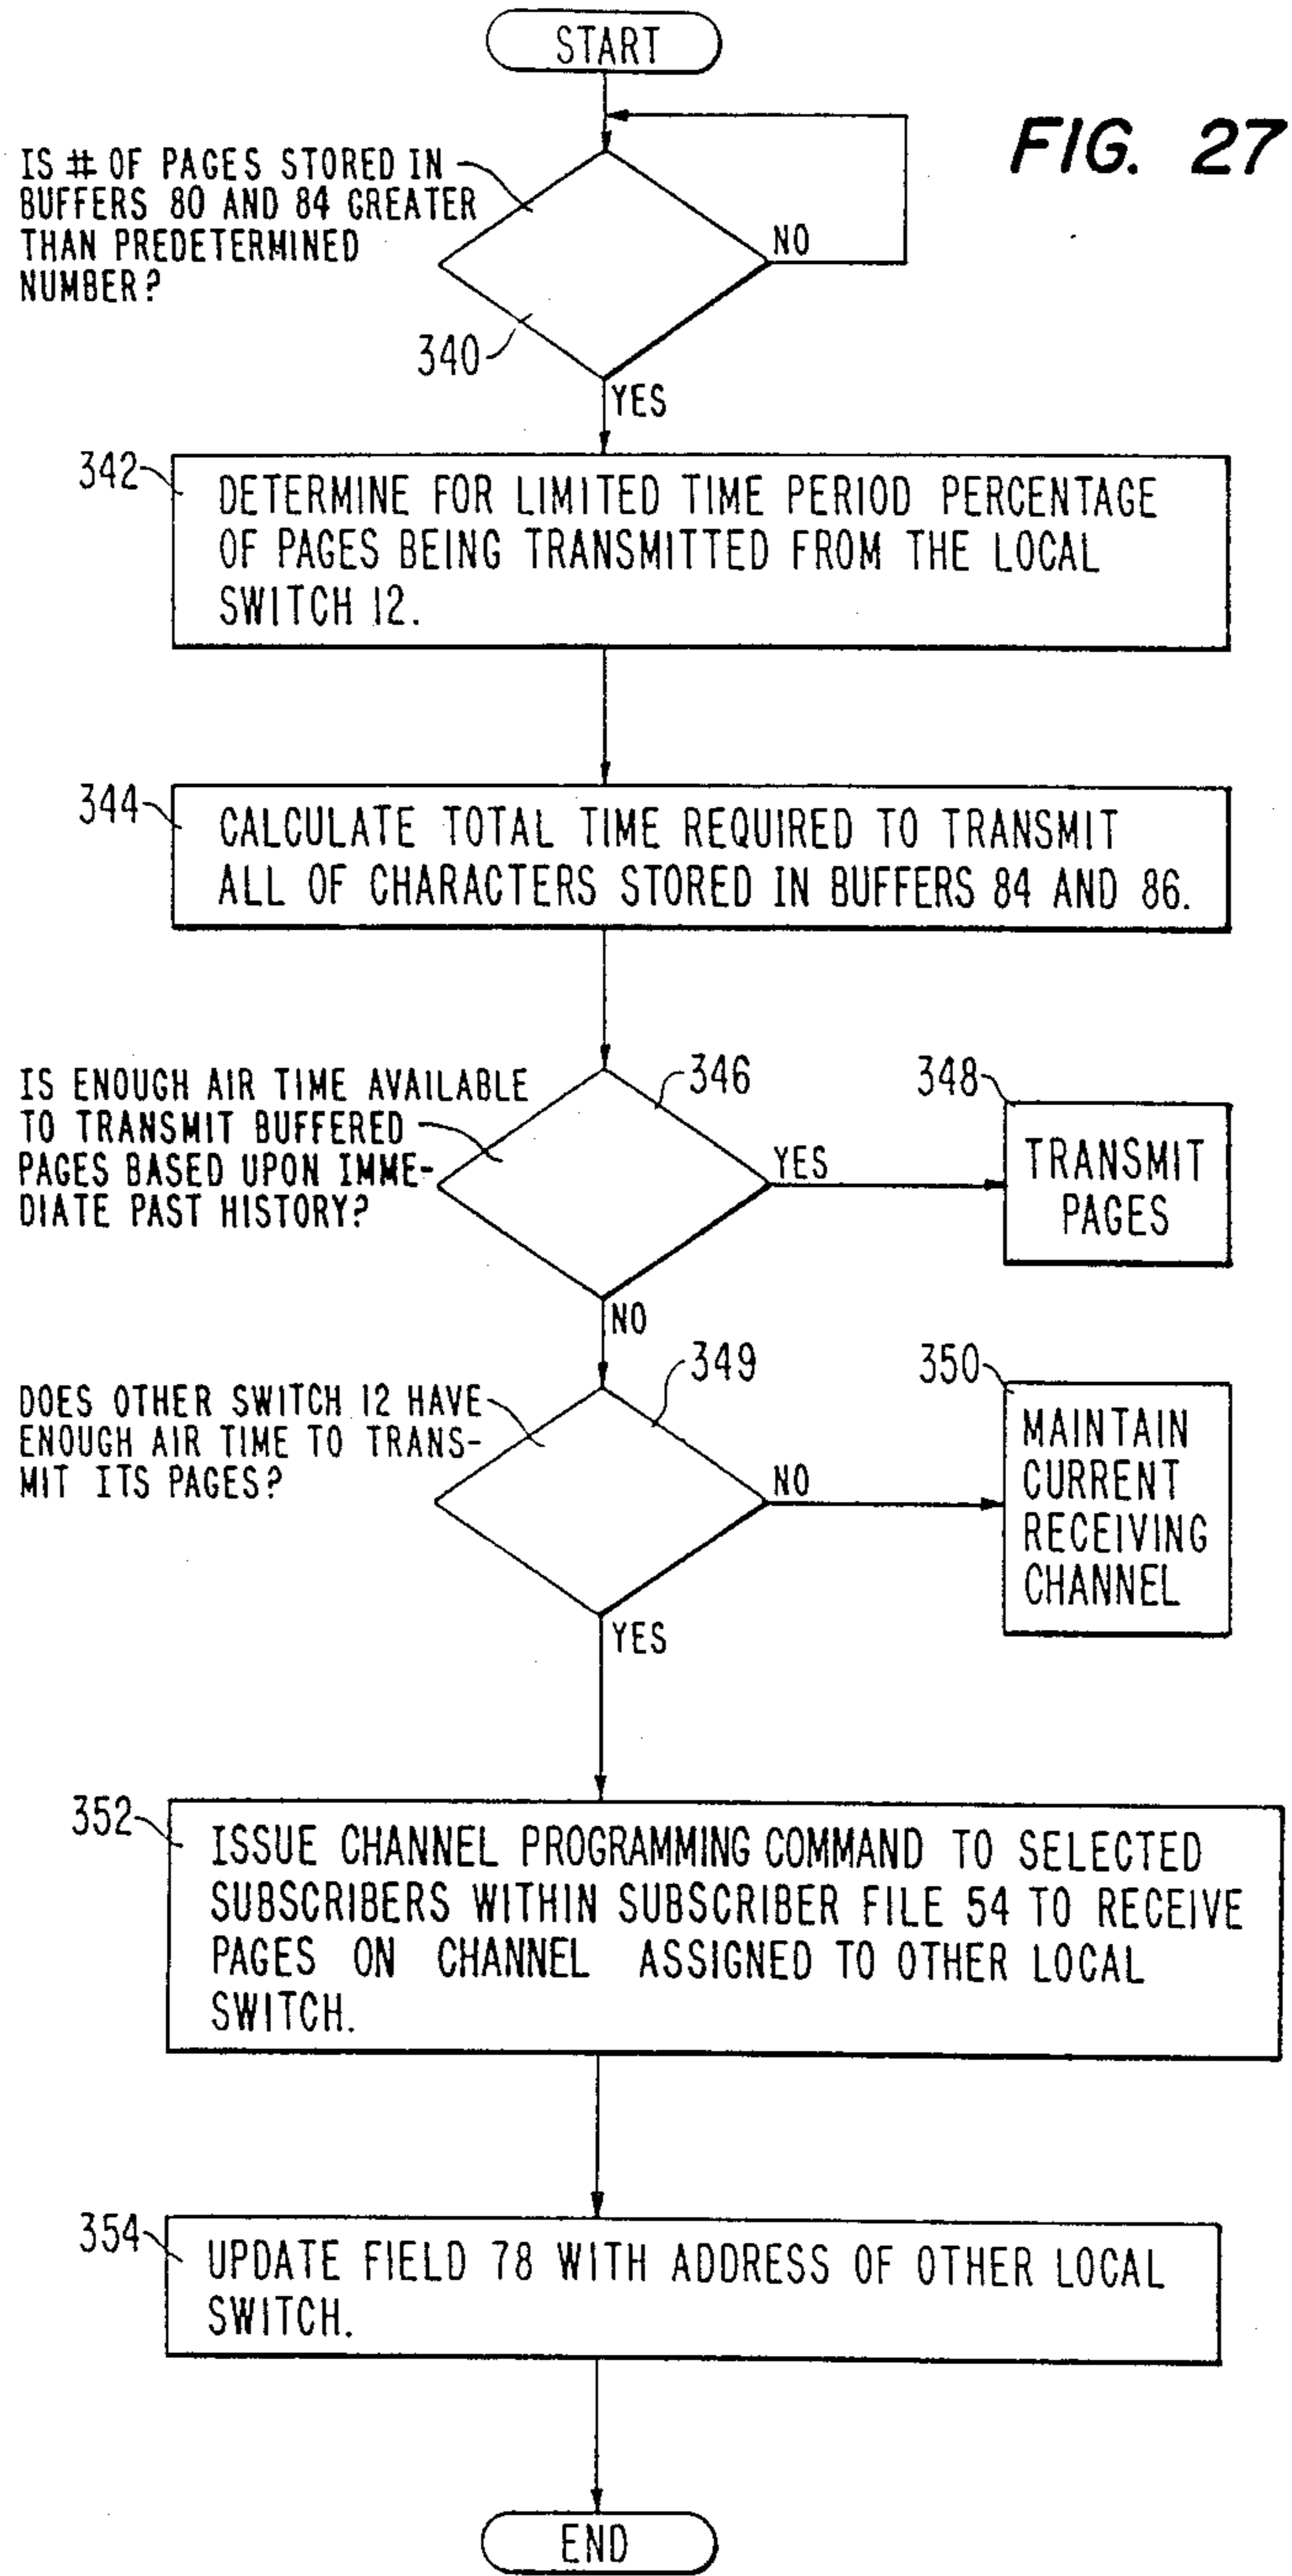 START
FIG. 27
IS # OF PAGES STORED IN
BUFFERS 80 AND 84 GREATER
THAN PREDETERMINED
NUMBER?
NO
340
YES
342
DETERMINE FOR LIMITED TIME PERIOD PERCENTAGE
OF PAGES BEING TRANSMITTED FROM THE LOCAL
SWITCH 12.
344
CALCULATE TOTAL TIME REQUIRED TO TRANSMIT
ALL OF CHARACTERS STORED IN BUFFERS 84 AND 86.
IS ENOUGH AIR TIME AVAILABLE
TO TRANSMIT BUFFERED
PAGES BASED UPON IMME-
DIATE PAST HISTORY?
346
YES
348
TRANSMIT
PAGES
NO
DOES OTHER SWITCH 12 HAVE
ENOUGH AIR TIME TO TRANS-
MIT ITS PAGES?
349
NO
350
MAINTAIN
CURRENT
RECEIVING
CHANNEL
YES
352
ISSUE CHANNEL PROGRAMMING COMMAND TO SELECTED
SUBSCRIBERS WITHIN SUBSCRIBER FILE 54 TO RECEIVE
PAGES ON CHANNEL ASSIGNED TO OTHER LOCAL
SWITCH.
354
UPDATE FIELD 78 WITH ADDRESS OF OTHER LOCAL
SWITCH.
END